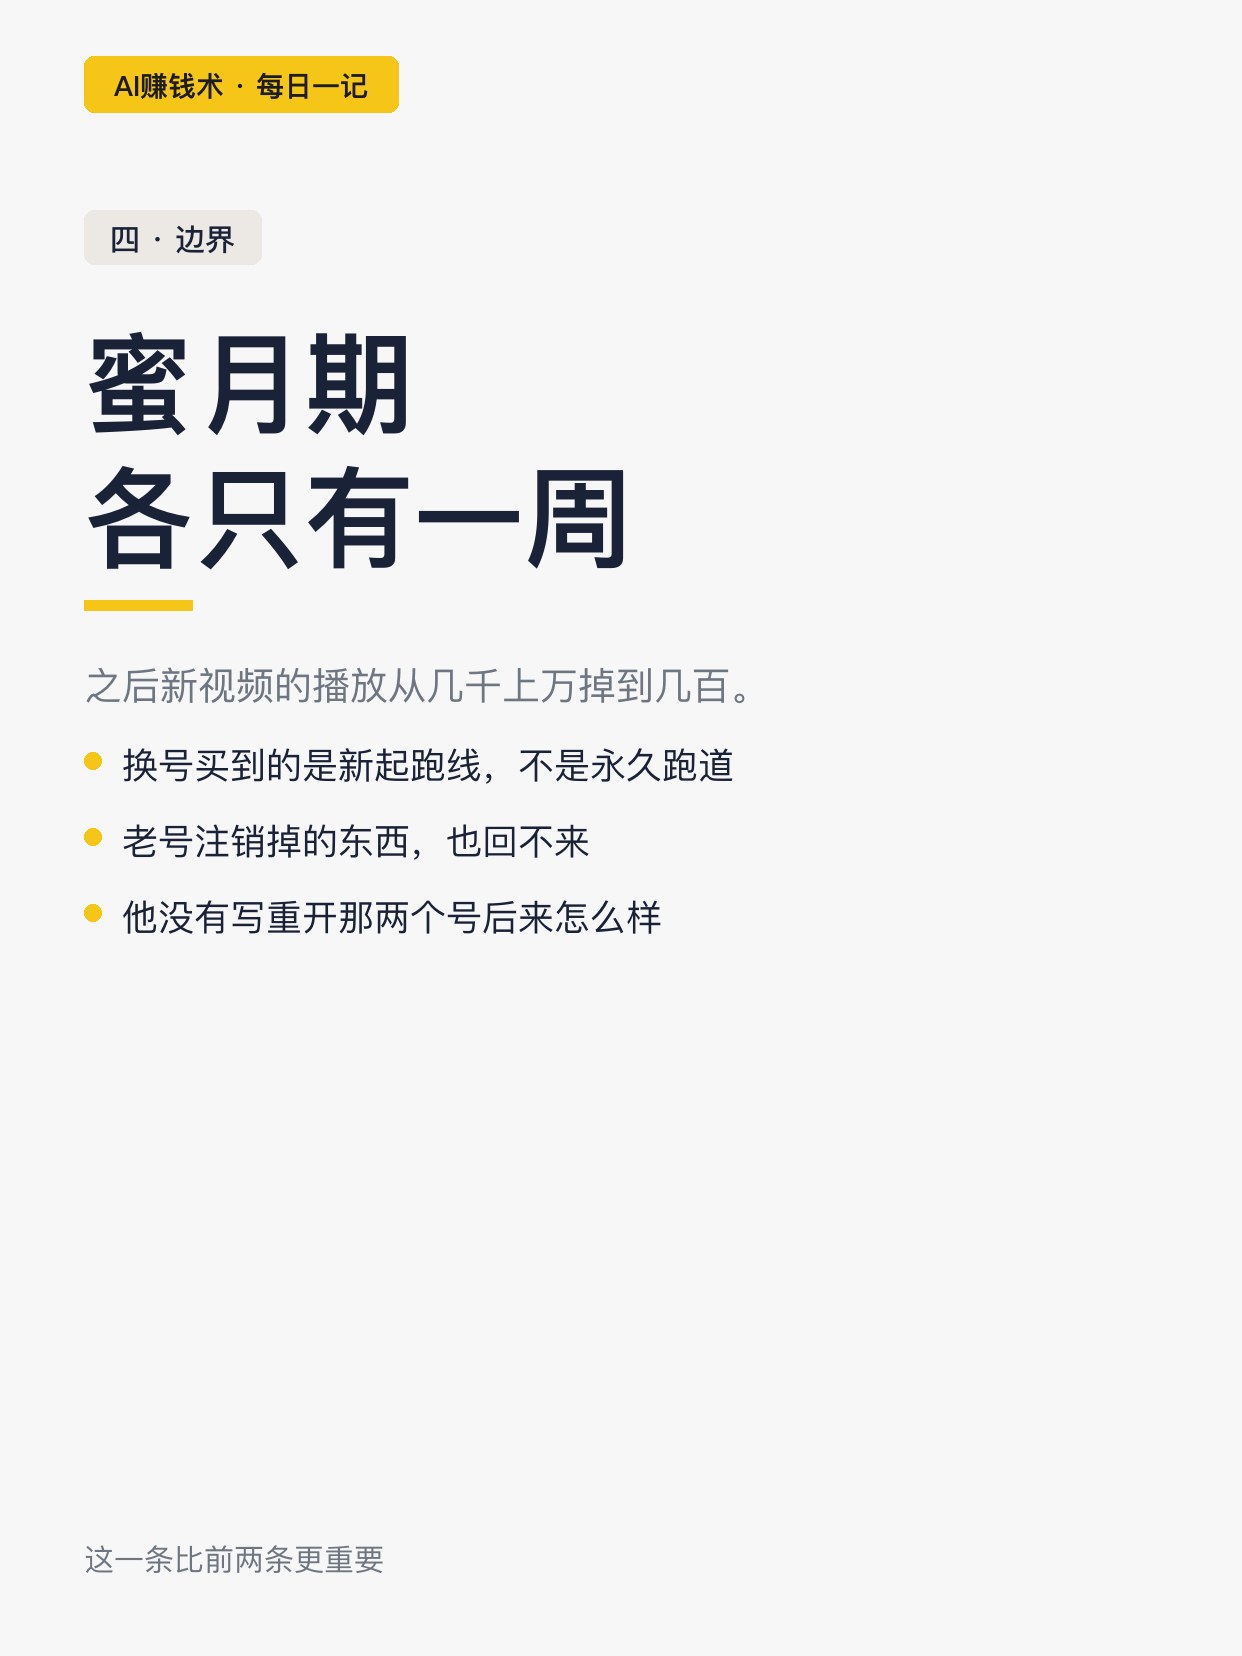 AI赚钱术 · 每日一记
四 · 边界
蜜月期
各只有一周
之后新视频的播放从几千上万掉到几百。
换号买到的是新起跑线，不是永久跑道
老号注销掉的东西，也回不来
他没有写重开那两个号后来怎么样
这一条比前两条更重要